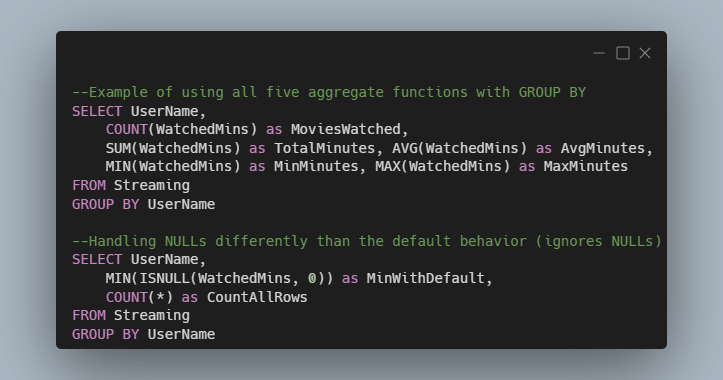 --Example of using all five aggregate functions with GROUP BY
SELECT UserName,
    COUNT(WatchedMins) as MoviesWatched,
    SUM(WatchedMins) as TotalMinutes, AVG(WatchedMins) as AvgMinutes,
    MIN(WatchedMins) as MinMinutes, MAX(WatchedMins) as MaxMinutes
FROM Streaming
GROUP BY UserName

--Handling NULLs differently than the default behavior (ignores NULLs)
SELECT UserName,
    MIN(ISNULL(WatchedMins, 0)) as MinWithDefault,
    COUNT(*) as CountAllRows
FROM Streaming
GROUP BY UserName